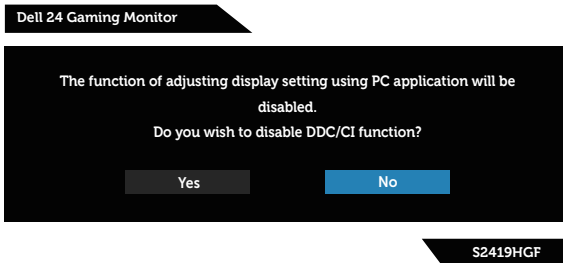 Dell 24 Gaming Monitor
The function of adjusting display setting using PC application will be
disabled.
Do you wish to disable DDC/CI function?
Yes No
S2419HGF